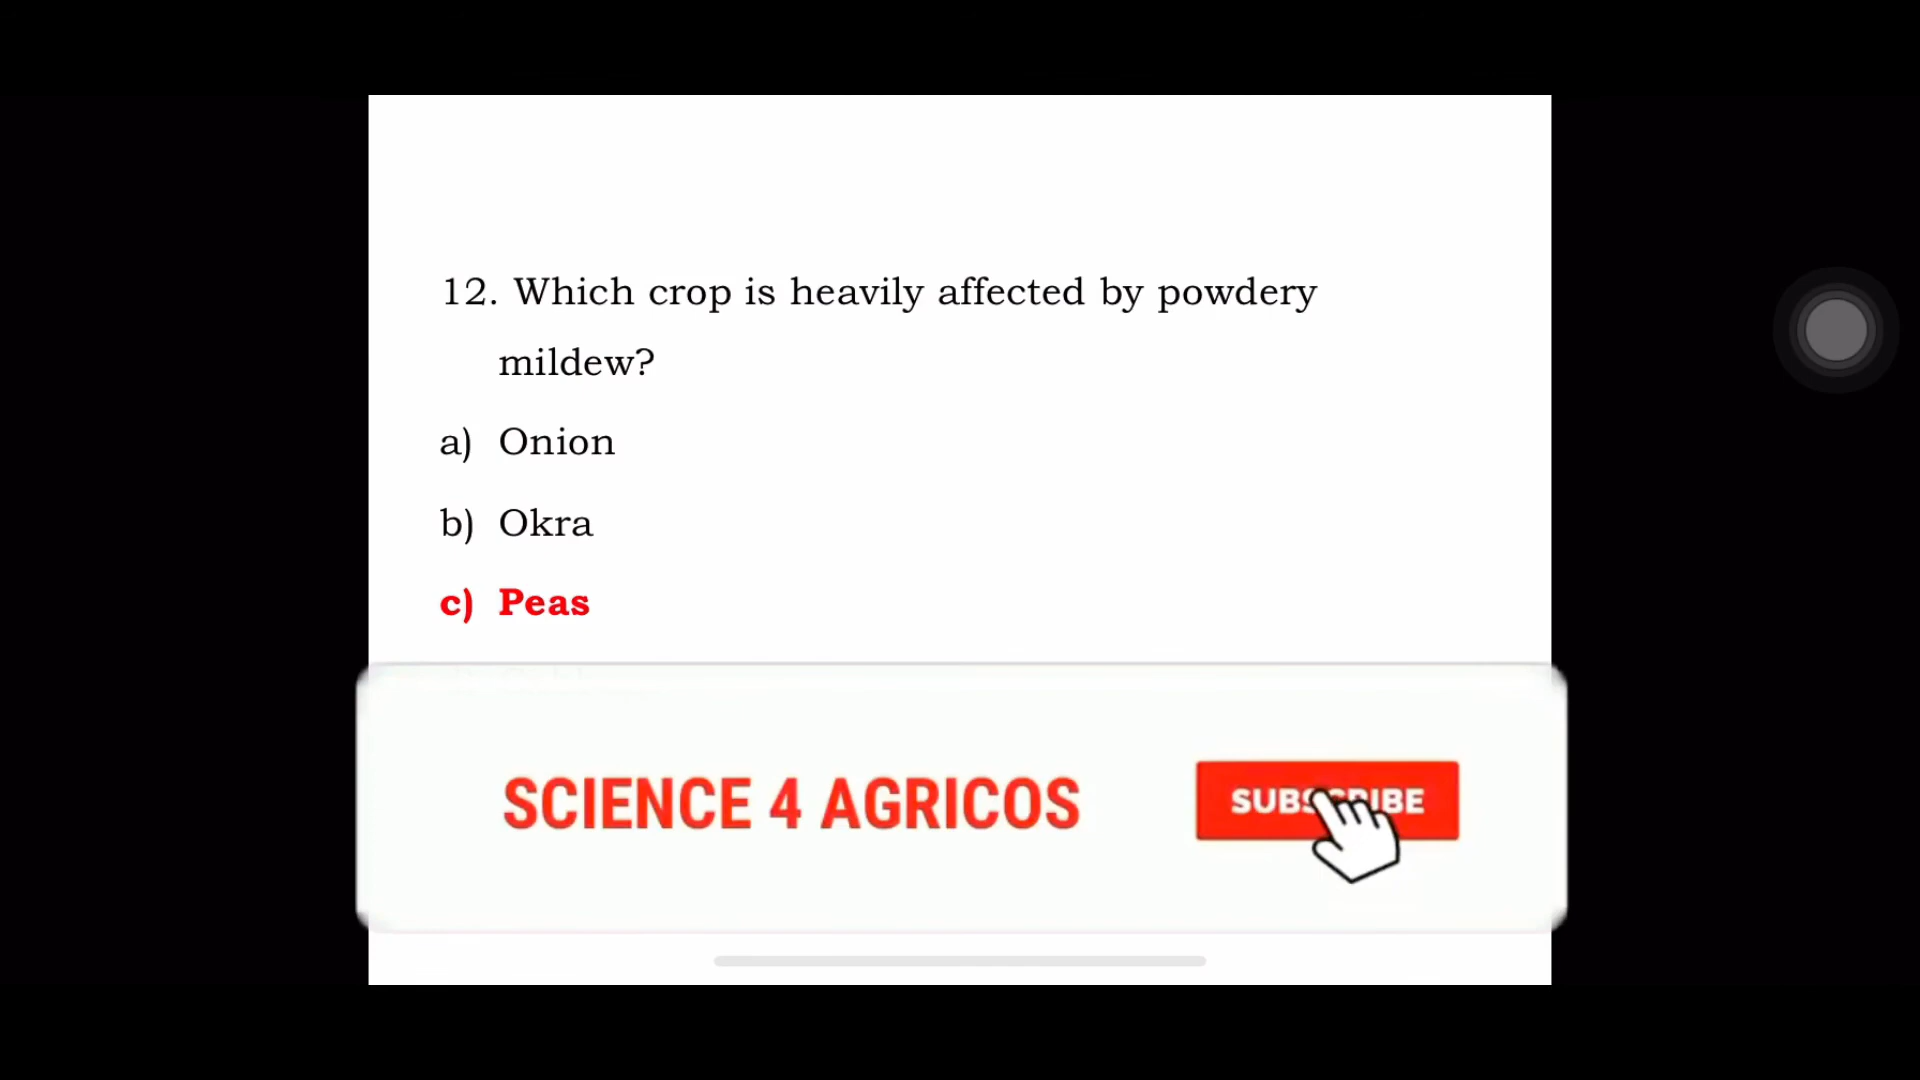 12. Which crop is heavily affected by powdery
mildew?
a) Onion
b) Okra
c) Peas
SCIENCE 4 AGRICOS
SUBSCRIBE